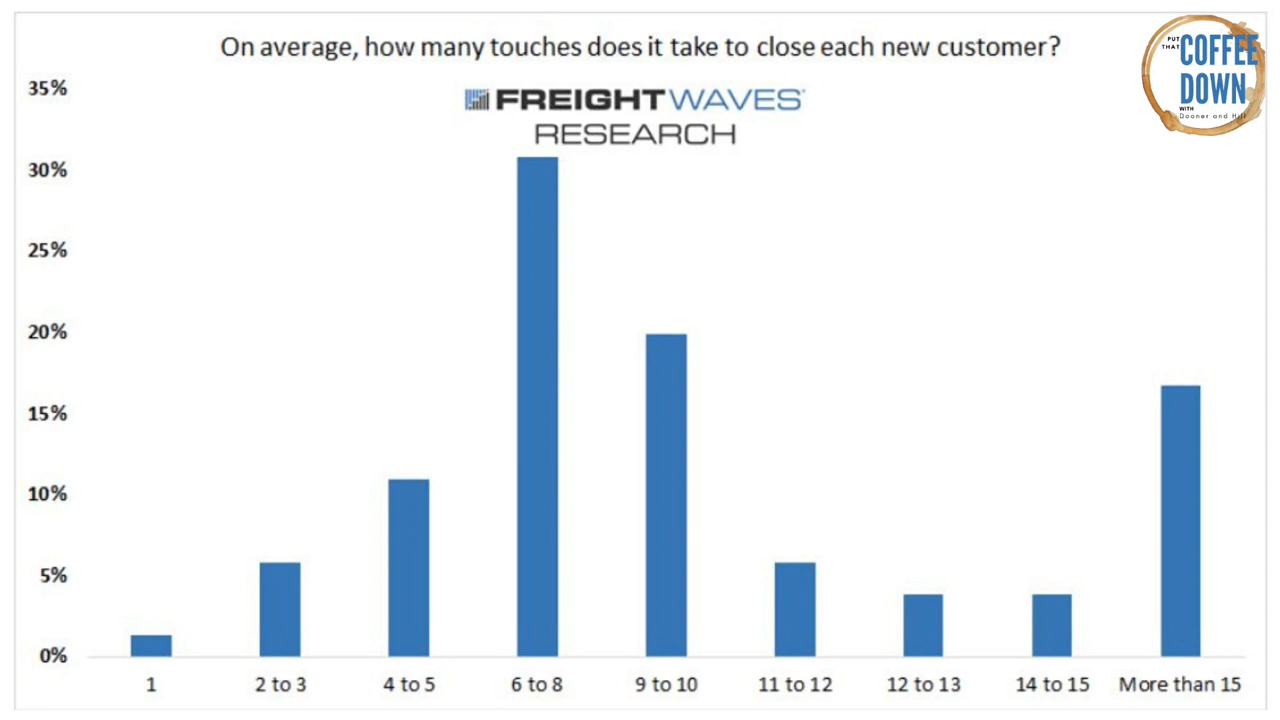 On average, how many touches does it take to close each new customer?
PUT
THAT
COFFEE
DOWN
WITH
Dooner and Hill
FREIGHTWAVES
RESEARCH
35%
30%
25%
20%
15%
10%
5%
0%
1 2 to 3 4 to 5 6 to 8 9 to 10 11 to 12 12 to 13 14 to 15 More than 15